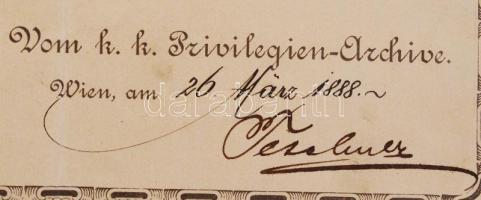 Vom k. k. Privilegien-Archive.
Wien, am 26 März 1888.